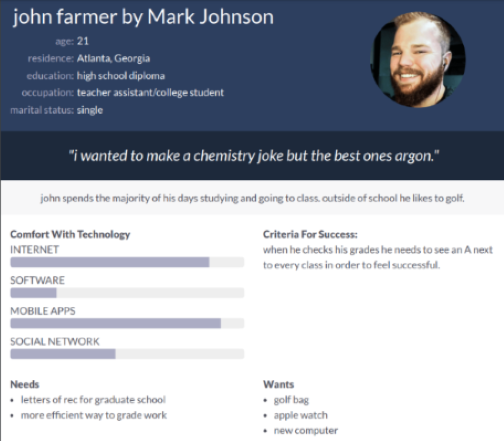 john farmer by Mark Johnson
age: 21
residence: Atlanta, Georgia
education: high school diploma
occupation: teacher assistant/college student
marital status: single
"i wanted to make a chemistry joke but the best ones argon."
john spends the majority of his days studying and going to class. outside of school he likes to golf.
Comfort With Technology
INTERNET
SOFTWARE
MOBILE APPS
SOCIAL NETWORK
Criteria For Success:
when he checks his grades he needs to see an A next
to every class in order to feel successful.
Needs
• letters of rec for graduate school
• more efficient way to grade work
Wants
• golf bag
• apple watch
• new computer